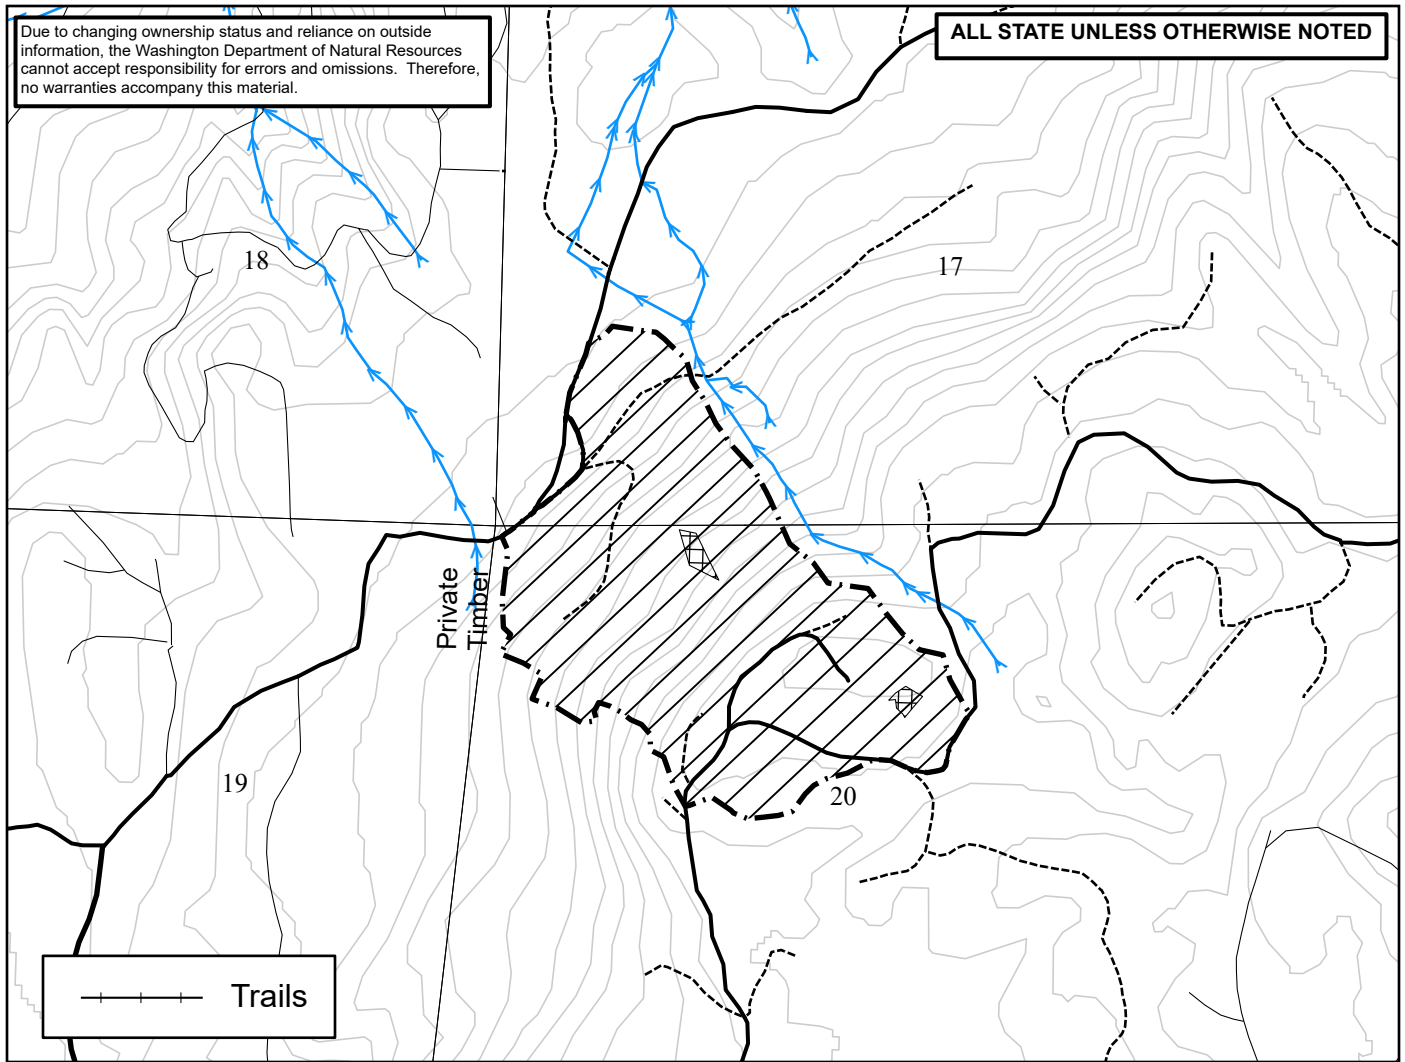 Due to changing ownership status and reliance on outside
information, the Washington Department of Natural Resources
cannot accept responsibility for errors and omissions.  Therefore,
no warranties accompany this material.
ALL STATE UNLESS OTHERWISE NOTED
18
17
Private
Timber
19
20
Trails